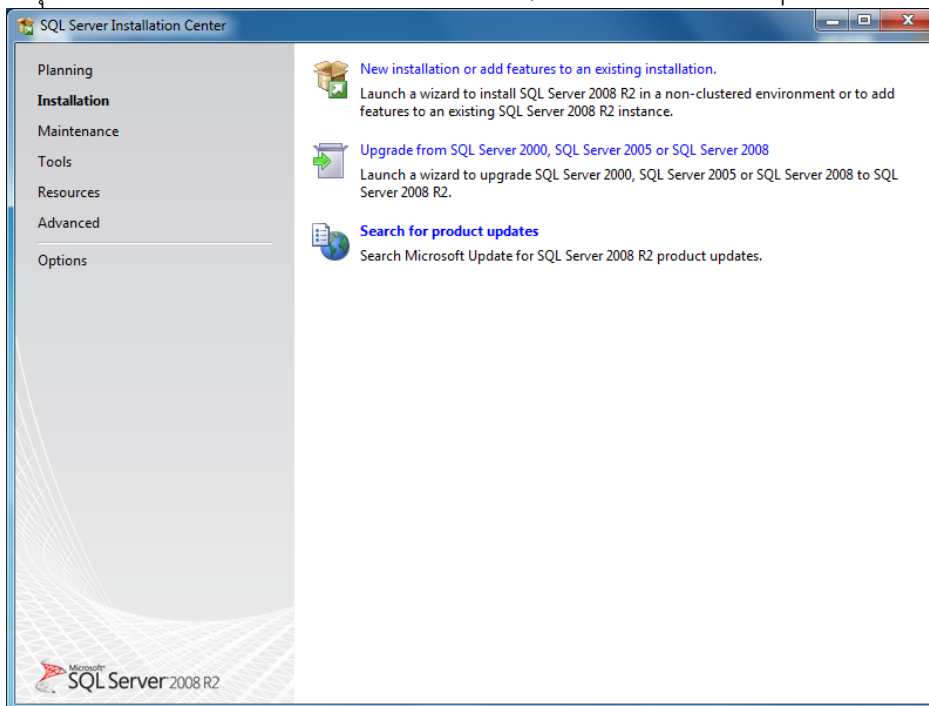 SQL Server Installation Center
Planning
Installation
Maintenance
Tools
Resources
Advanced
Options
New installation or add features to an existing installation.
Launch a wizard to install SQL Server 2008 R2 in a non-clustered environment or to add
features to an existing SQL Server 2008 R2 instance.
Upgrade from SQL Server 2000, SQL Server 2005 or SQL Server 2008
Launch a wizard to upgrade SQL Server 2000, SQL Server 2005 or SQL Server 2008 to SQL
Server 2008 R2.
Search for product updates
Search Microsoft Update for SQL Server 2008 R2 product updates.
Microsoft
SQL Server 2008 R2